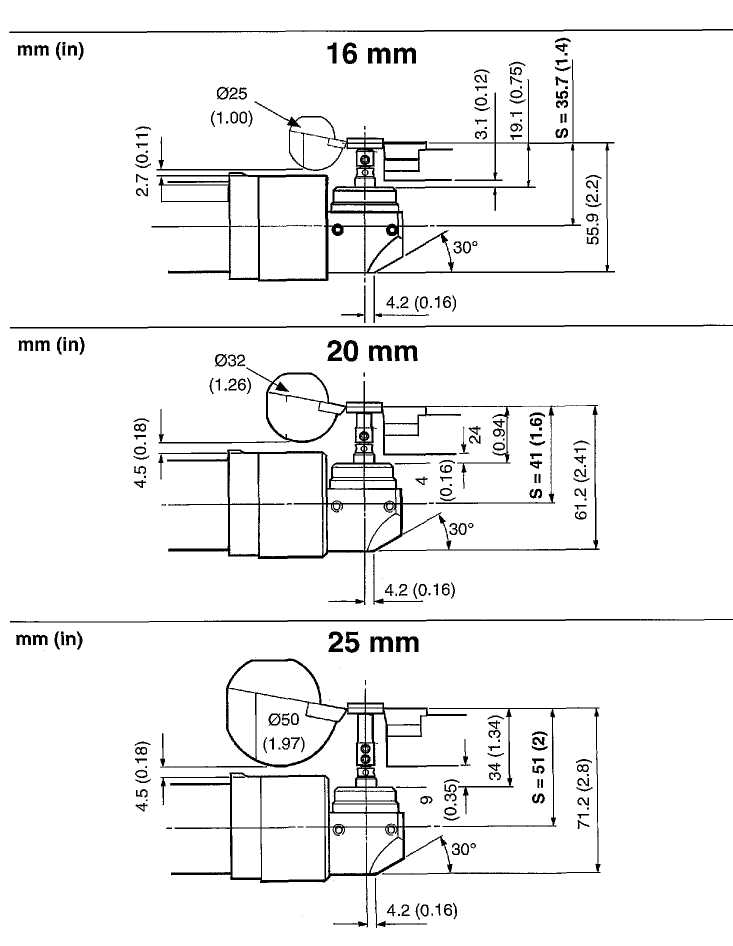 mm (in)
16 mm
Ø25
(1.00)
2.7 (0.11)
3.1 (0.12)
19.1 (0.75)
S = 35.7 (1.4)
55.9 (2.2)
30°
4.2 (0.16)
mm (in)
20 mm
Ø32
(1.26)
4.5 (0.18)
24
(0.94)
4
(0.16)
S = 41 (1.6)
61.2 (2.41)
30°
4.2 (0.16)
mm (in)
25 mm
Ø50
(1.97)
4.5 (0.18)
34 (1.34)
9
(0.35)
S = 51 (2)
71.2 (2.8)
30°
4.2 (0.16)